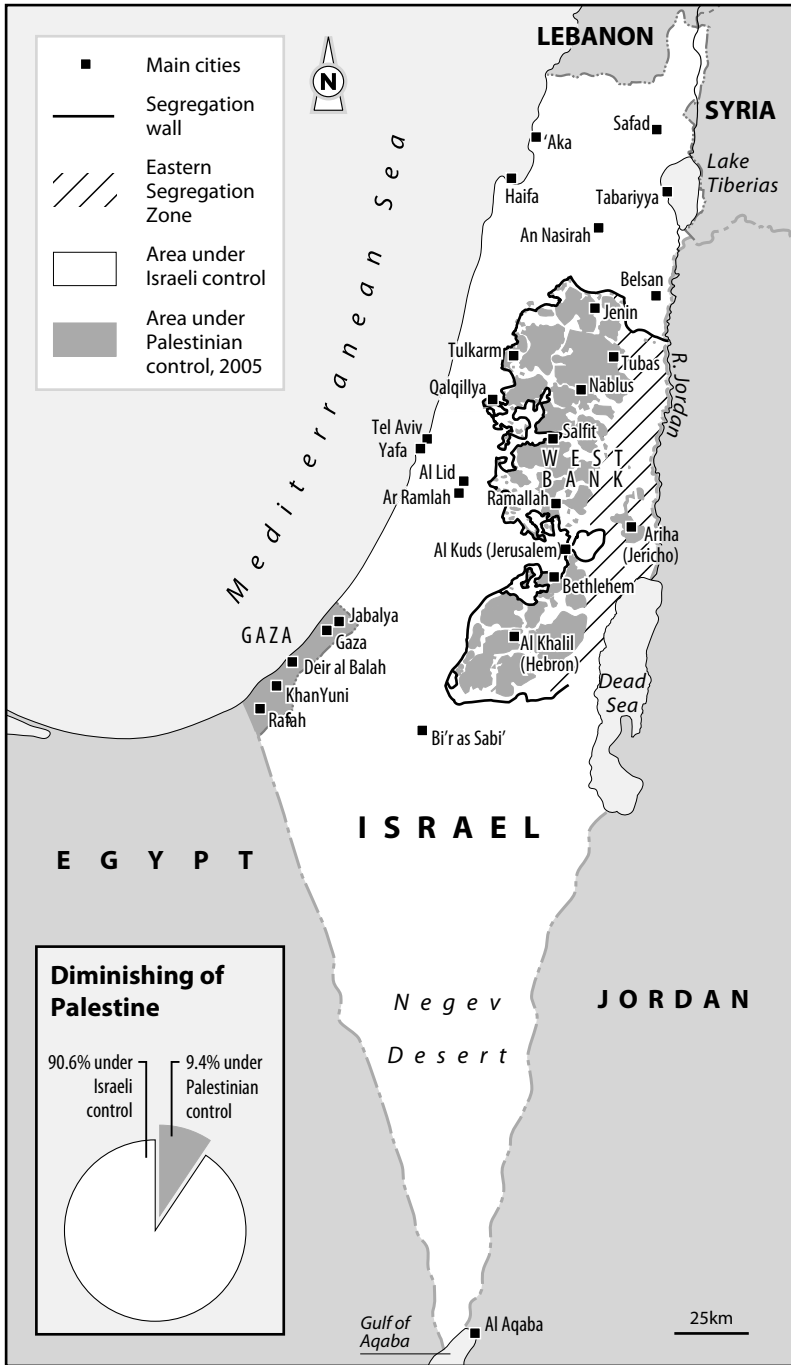 Main cities
Segregation
wall
Eastern
Segregation
Zone
Area under
Israeli control
Area under
Palestinian
control, 2005
N
LEBANON
SYRIA
Safad
'Aka
Lake
Tiberias
Haifa
Tabariyya
An Nasirah
Belsan
Mediterranean Sea
Jenin
Tulkarm
Tubas
R. Jordan
Qalqillya
Nablus
Tel Aviv
Yafa
Salfit
WEST
BANK
Al Lid
Ar Ramlah
Ramallah
Ariha
(Jericho)
Al Kuds (Jerusalem)
Bethlehem
Jabalya
GAZA
Gaza
Al Khalil
(Hebron)
Deir al Balah
KhanYuni
Rafah
Dead
Sea
Bi'r as Sabi'
ISRAEL
EGYPT
Negev
Desert
JORDAN
Diminishing of
Palestine
90.6% under
Israeli
control
9.4% under
Palestinian
control
Gulf of
Aqaba
Al Aqaba
25km